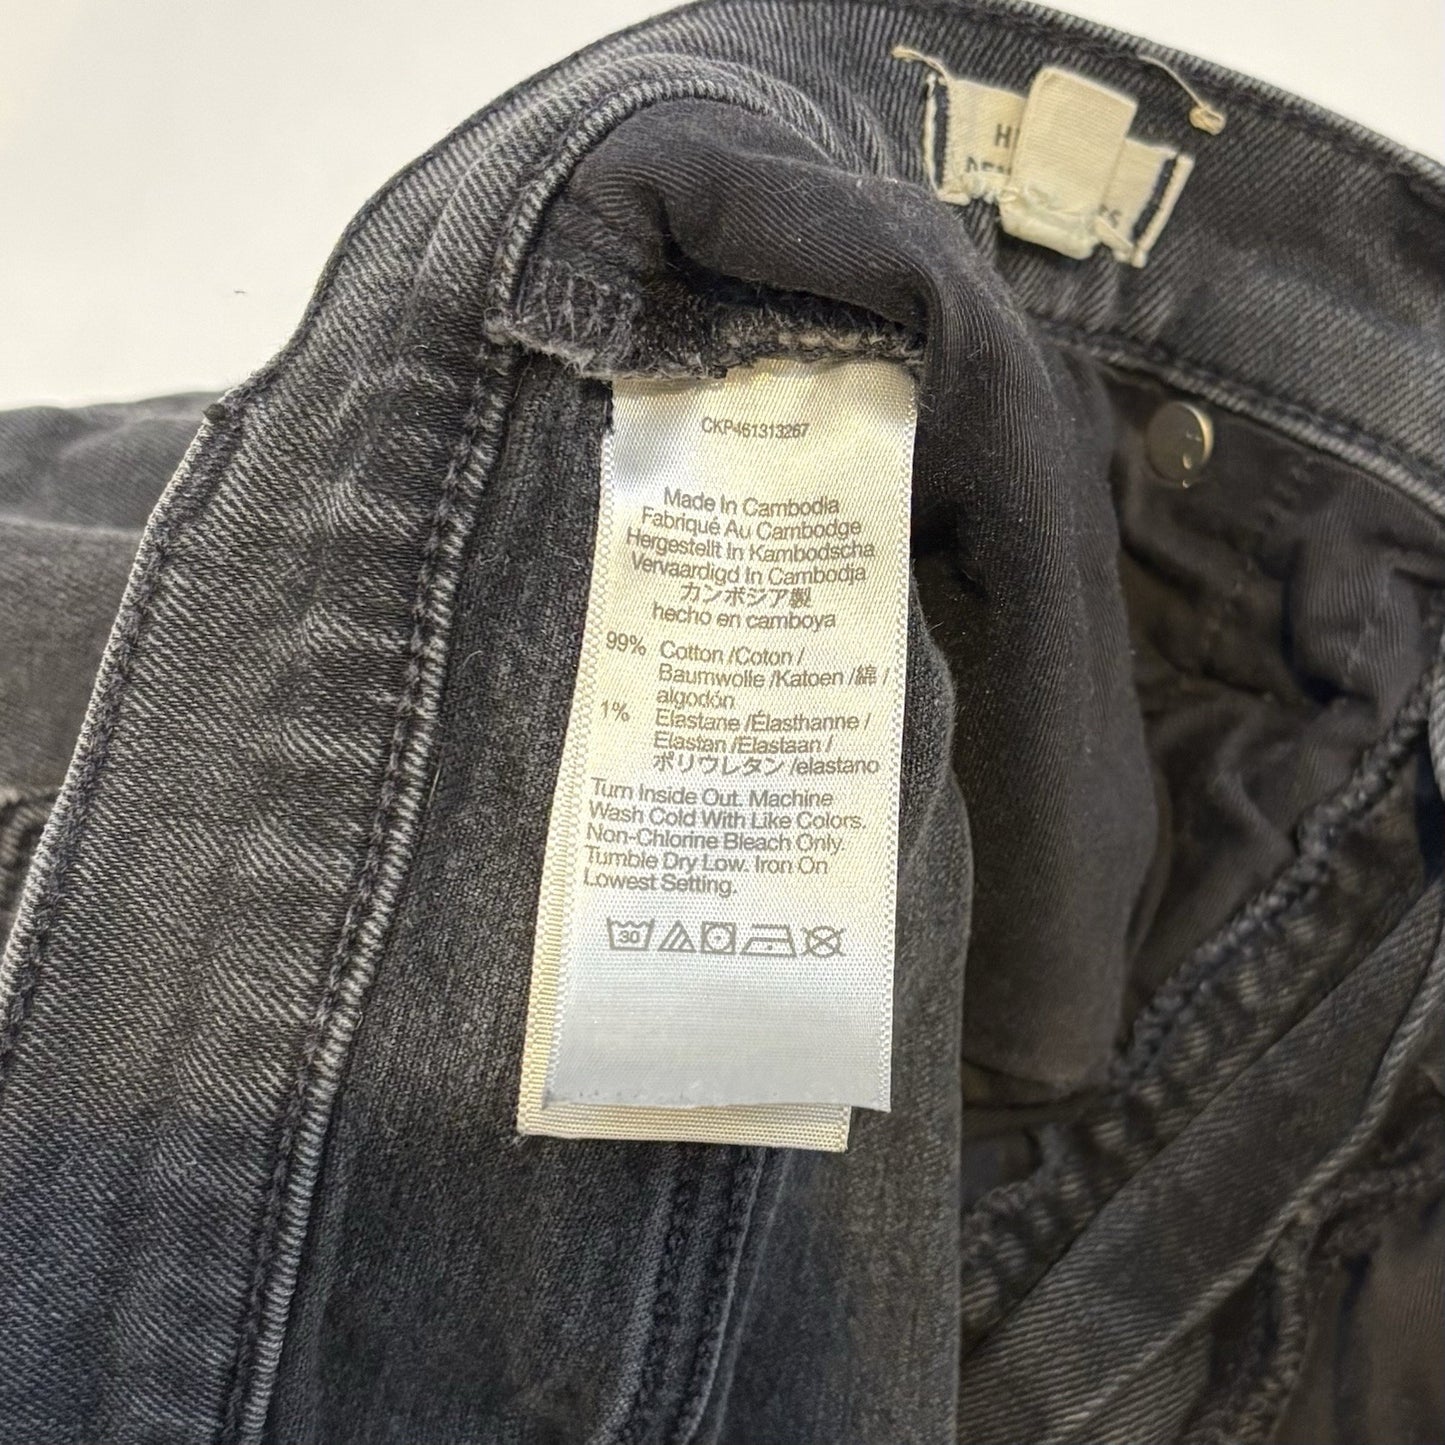 CKP461313267
Made In Cambodia
Fabriqué Au Cambodge
Hergestellt In Kambodscha
Vervaardigd In Cambodja
カンボジア製
hecho en camboya
99% Cotton /Coton /
Baumwolle /Katoen /綿 /
algodón
1% Elastane /Élasthanne /
Elastan /Elastaan /
ポリウレタン /elastano
Turn Inside Out. Machine
Wash Cold With Like Colors.
Non-Chlorine Bleach Only.
Tumble Dry Low. Iron On
Lowest Setting.
30